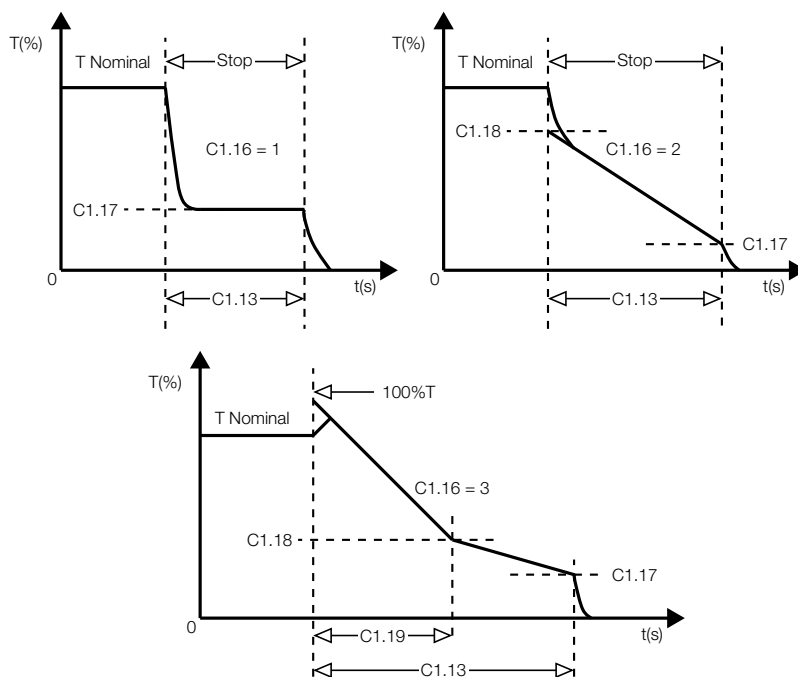 T(%)
T Nominal
Stop
C1.16 = 1
C1.17
0
t(s)
C1.13
T(%)
T Nominal
Stop
C1.18
C1.16 = 2
C1.17
0
t(s)
C1.13
T(%)
100%T
T Nominal
C1.16 = 3
C1.18
C1.17
0
t(s)
C1.19
C1.13